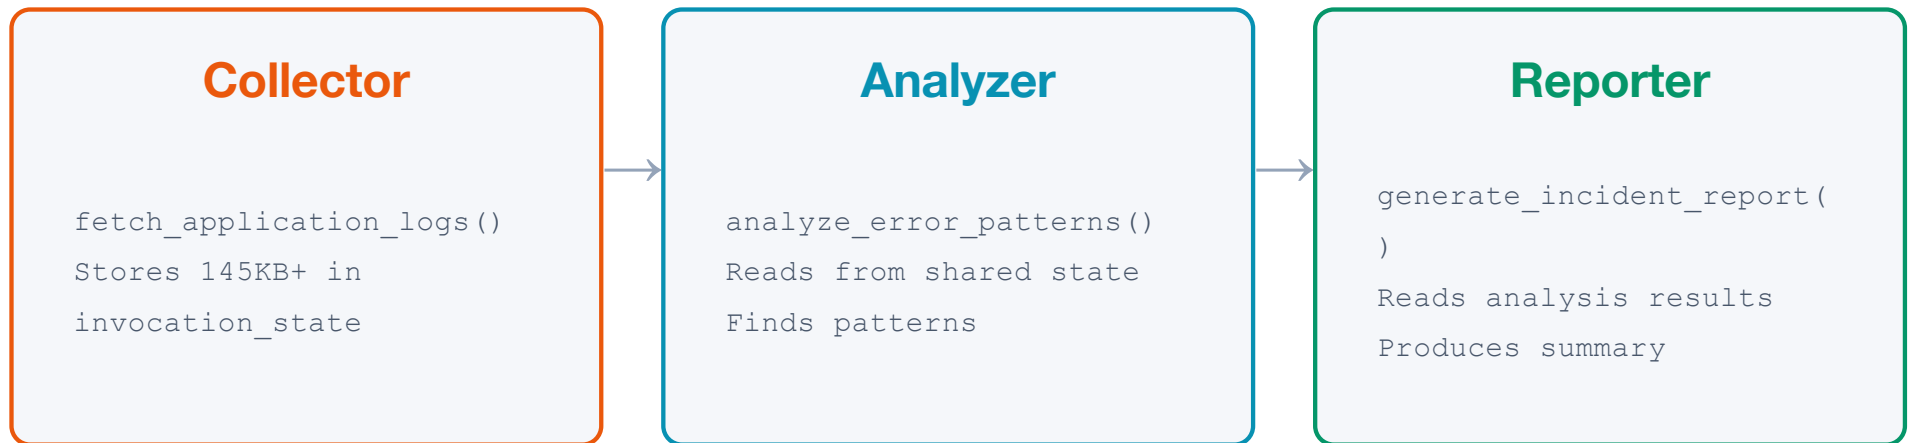 Collector
fetch_application_logs()
Stores 145KB+ in
invocation_state
Analyzer
analyze_error_patterns()
Reads from shared state
Finds patterns
Reporter
generate_incident_report(
)
Reads analysis results
Produces summary